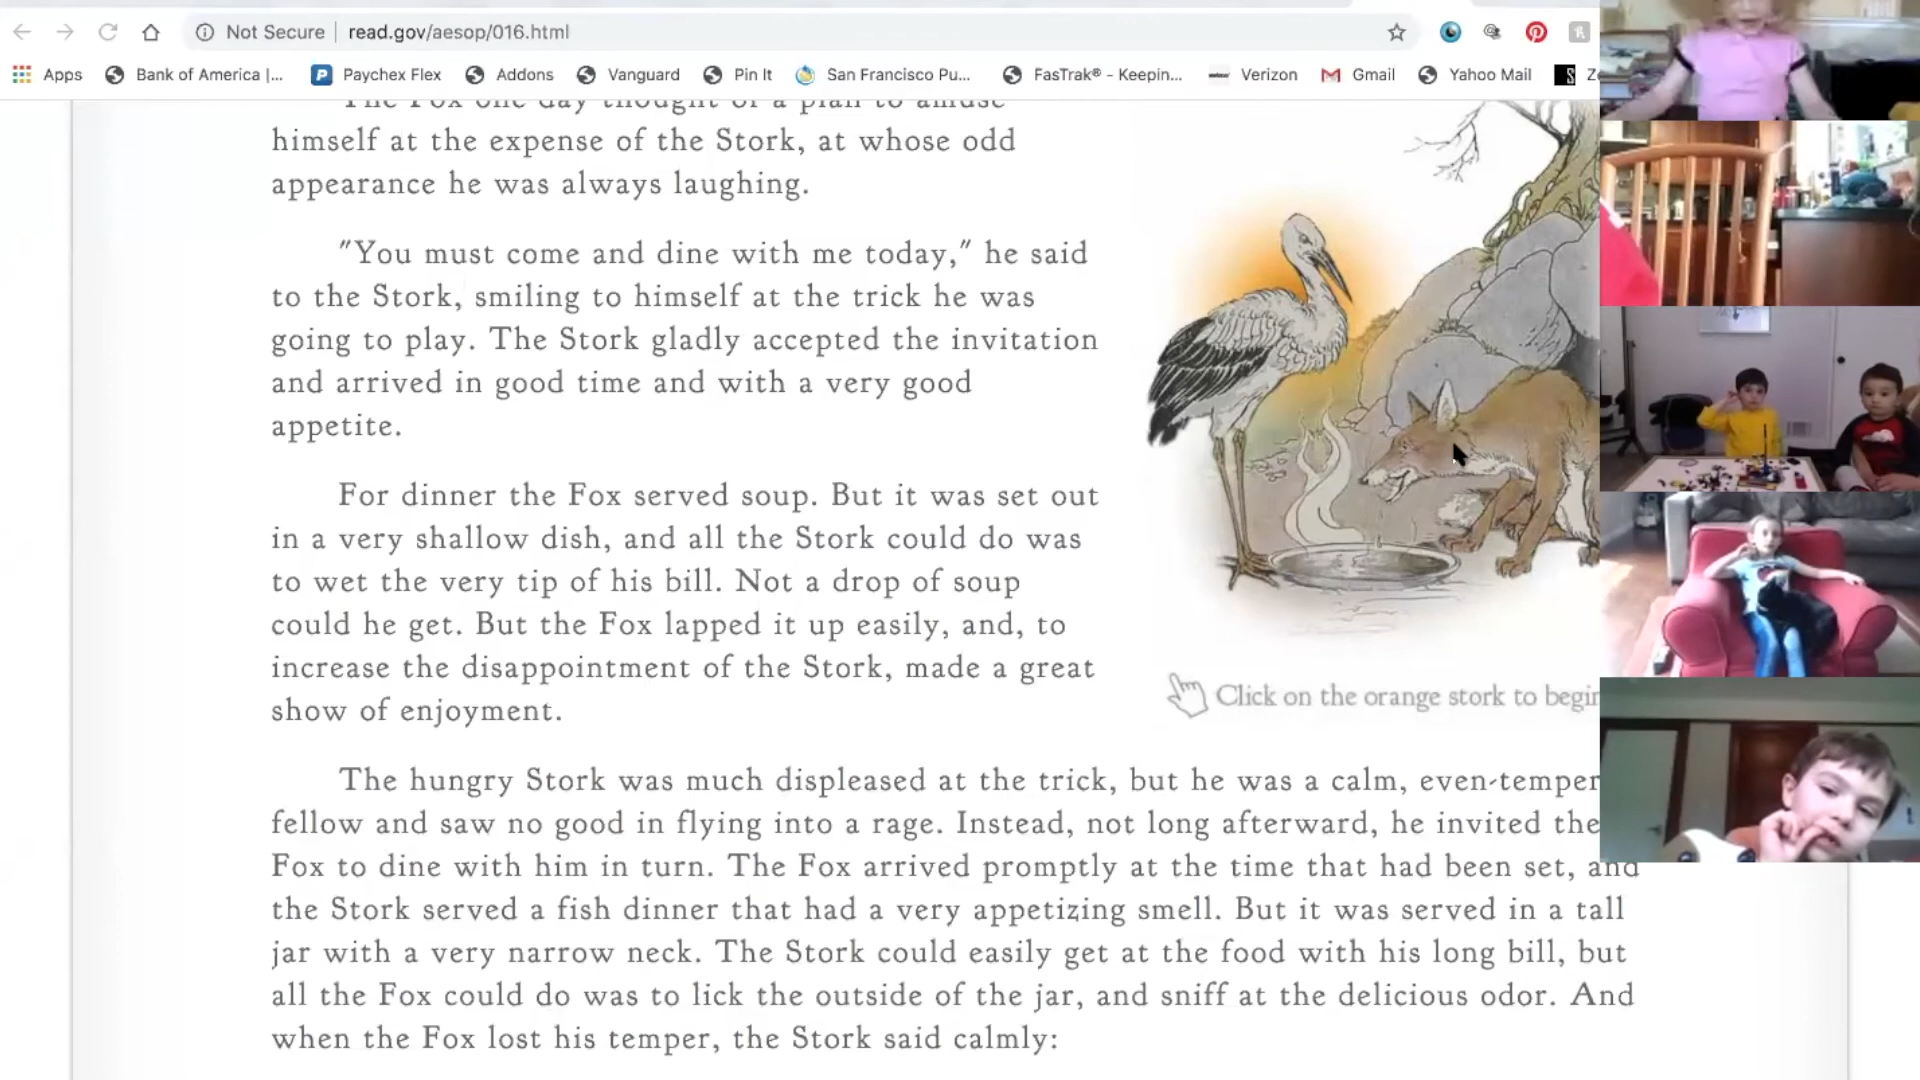 Not Secure read.gov/aesop/016.html
Apps Bank of America |... Paychex Flex Addons Vanguard Pin It San Francisco Pu... FasTrak® - Keepin... Verizon Gmail Yahoo Mail
The Fox one day thought of a plan to amuse
himself at the expense of the Stork, at whose odd
appearance he was always laughing.
"You must come and dine with me today," he said
to the Stork, smiling to himself at the trick he was
going to play. The Stork gladly accepted the invitation
and arrived in good time and with a very good
appetite.
For dinner the Fox served soup. But it was set out
in a very shallow dish, and all the Stork could do was
to wet the very tip of his bill. Not a drop of soup
could he get. But the Fox lapped it up easily, and, to
increase the disappointment of the Stork, made a great
show of enjoyment.
Click on the orange stork to begin
The hungry Stork was much displeased at the trick, but he was a calm, even-temper
fellow and saw no good in flying into a rage. Instead, not long afterward, he invited the
Fox to dine with him in turn. The Fox arrived promptly at the time that had been set, and
the Stork served a fish dinner that had a very appetizing smell. But it was served in a tall
jar with a very narrow neck. The Stork could easily get at the food with his long bill, but
all the Fox could do was to lick the outside of the jar, and sniff at the delicious odor. And
when the Fox lost his temper, the Stork said calmly: